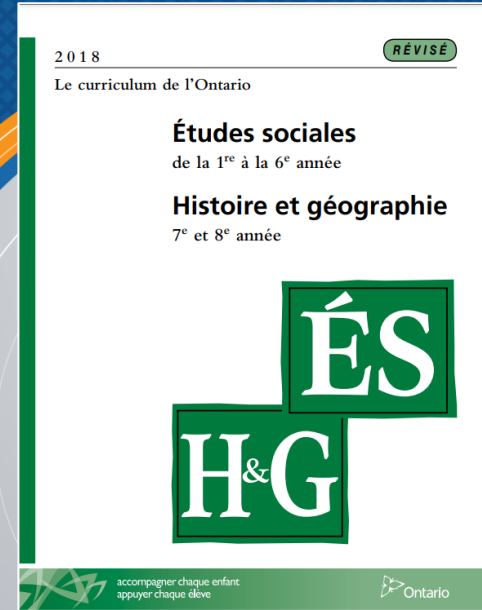 2018
RÉVISÉ
Le curriculum de l'Ontario
Études sociales
de la 1re à la 6e année
Histoire et géographie
7e et 8e année
ÉS
H&G
accompagner chaque enfant
appuyer chaque élève
Ontario